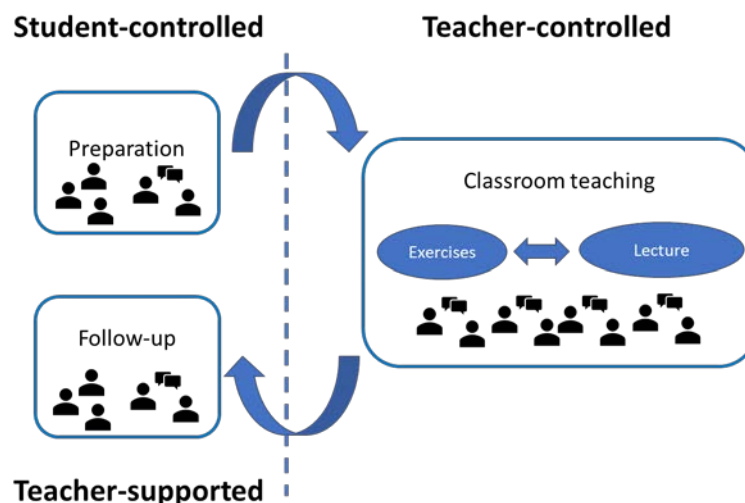 Student-controlled
Teacher-controlled
Preparation
Classroom teaching
Exercises
Lecture
Follow-up
Teacher-supported